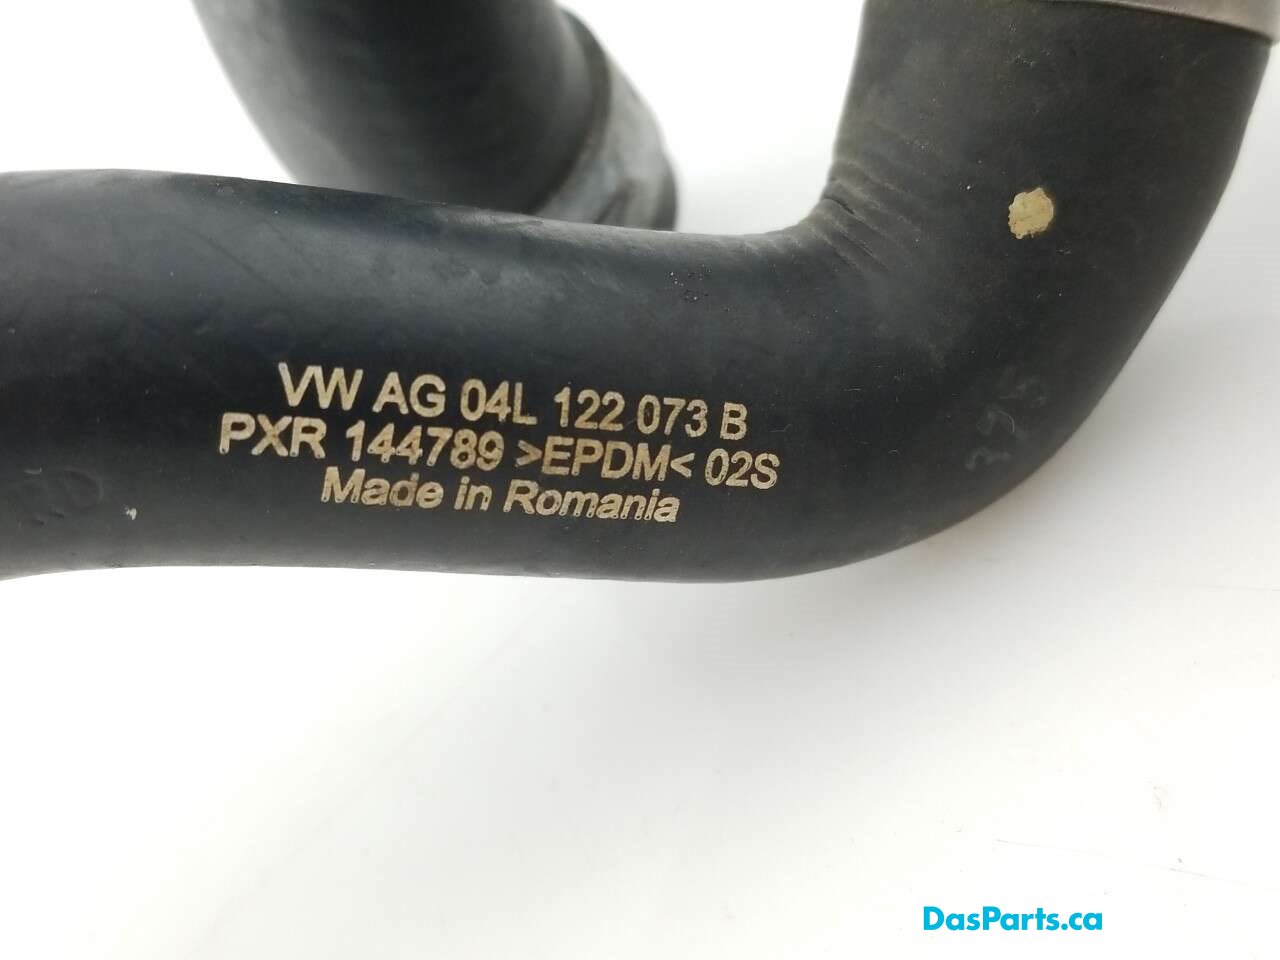 VW AG 04L 122 073 B
PXR 144789 >EPDM< 02S
Made in Romania
DasParts.ca